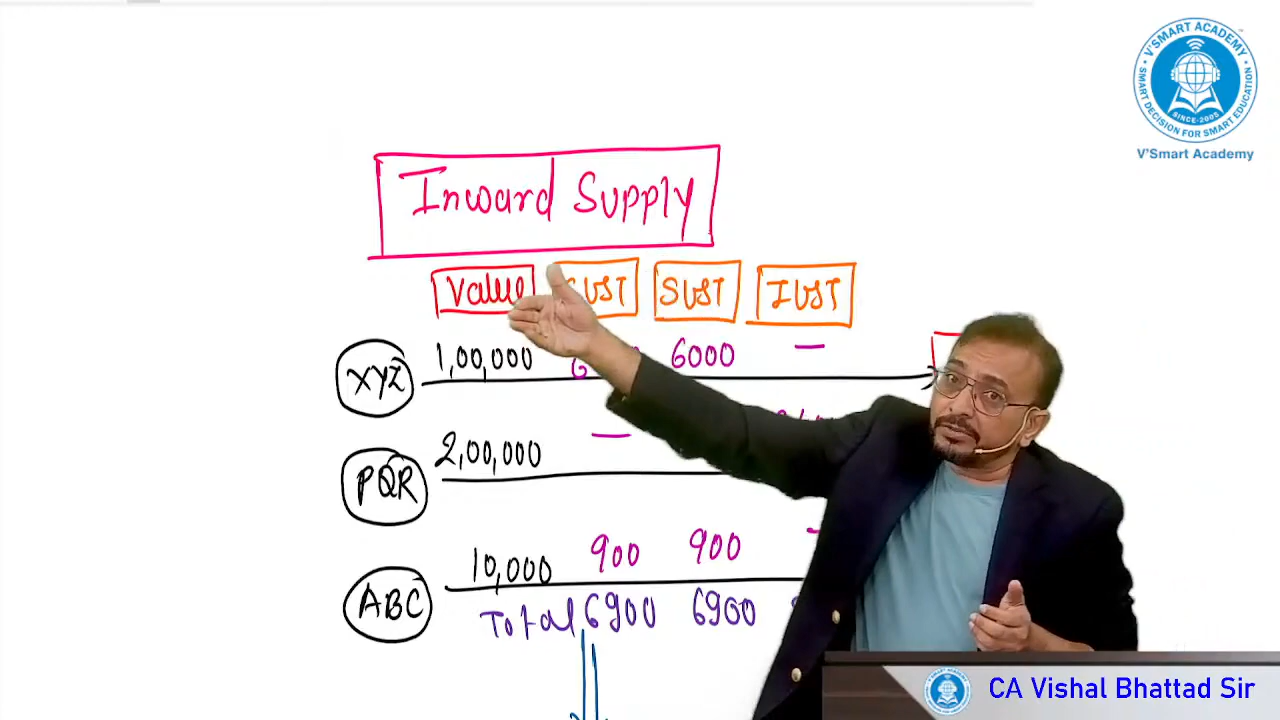 V'SMART ACADEMY
SMART DECISION FOR SMART EDUCATION
SINCE-2005
V'Smart Academy
Inward Supply
Value SGST IGST
XYZ 1,00,000 6000 —
PQR 2,00,000 —
ABC 10,000 900 900
Total 6900 6900
CA Vishal Bhattad Sir